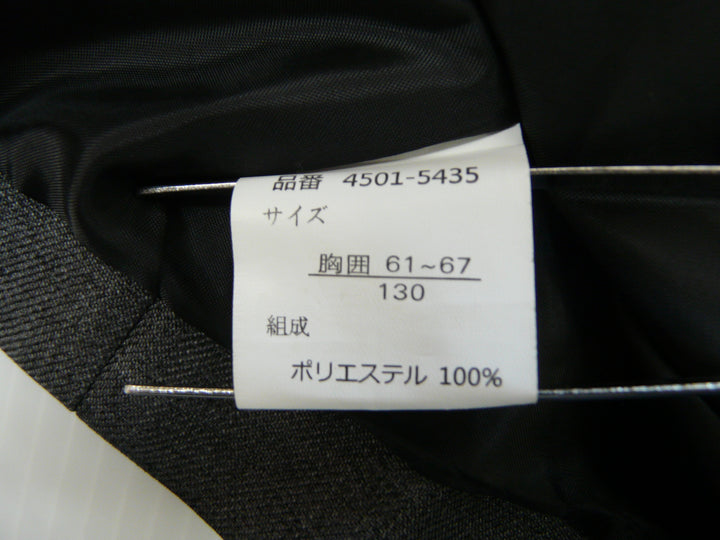 品番 4501-5435
サイズ
胸囲 61~67
130
組成
ポリエステル 100%